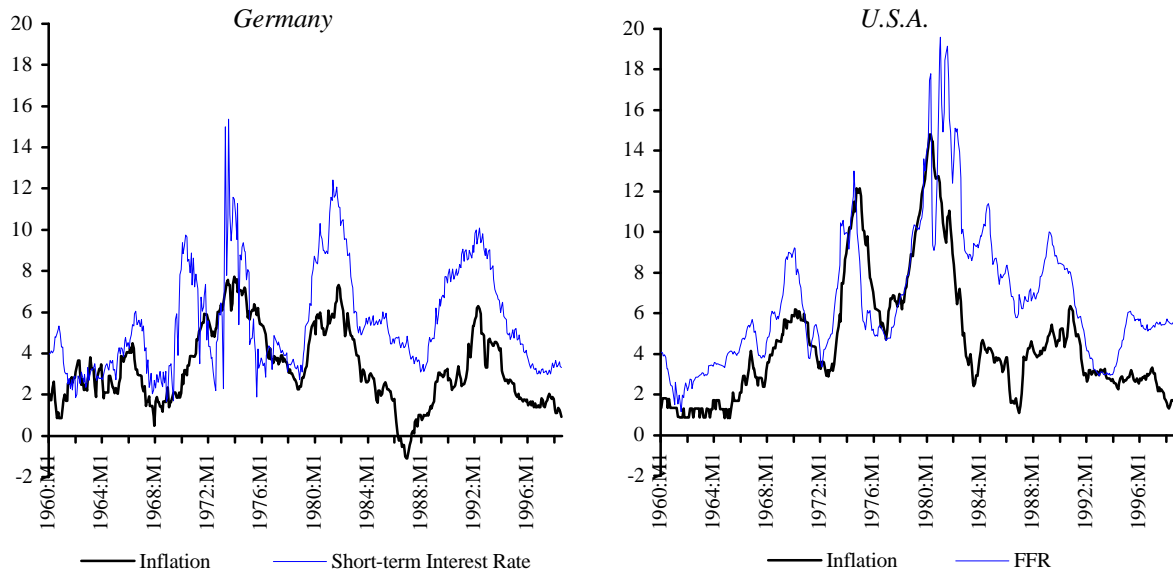 Germany
20
18
16
14
12
10
8
6
4
2
0
-2
1960:M1
1964:M1
1968:M1
1972:M1
1976:M1
1980:M1
1984:M1
1988:M1
1992:M1
1996:M1
Inflation
Short-term Interest Rate
U.S.A.
20
18
16
14
12
10
8
6
4
2
0
-2
1960:M1
1964:M1
1968:M1
1972:M1
1976:M1
1980:M1
1984:M1
1988:M1
1992:M1
1996:M1
Inflation
FFR